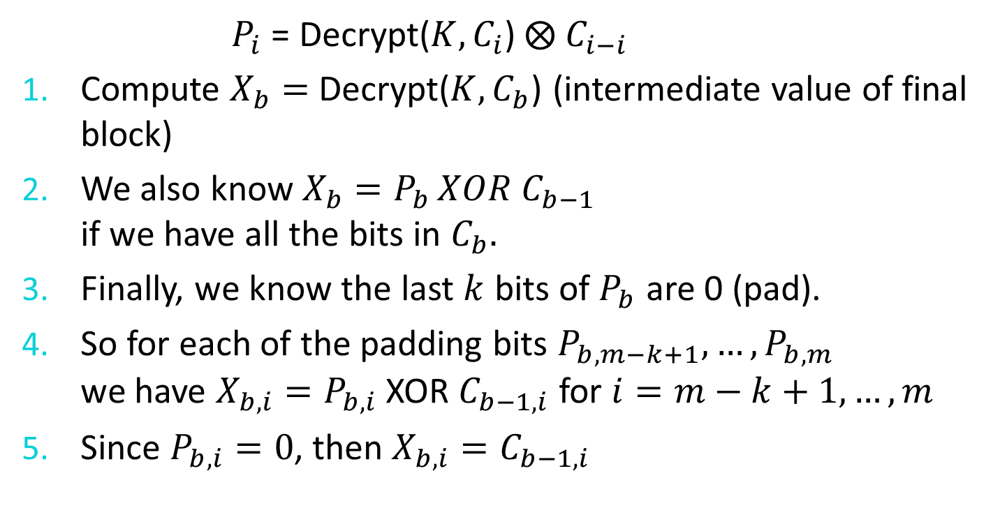 P_i = Decrypt(K, C_i) ⊗ C_{i−i}
1. Compute X_b = Decrypt(K, C_b) (intermediate value of final
block)
2. We also know X_b = P_b XOR C_{b−1}
if we have all the bits in C_b.
3. Finally, we know the last k bits of P_b are 0 (pad).
4. So for each of the padding bits P_{b,m−k+1}, … , P_{b,m}
we have X_{b,i} = P_{b,i} XOR C_{b−1,i} for i = m − k + 1, … , m
5. Since P_{b,i} = 0, then X_{b,i} = C_{b−1,i}